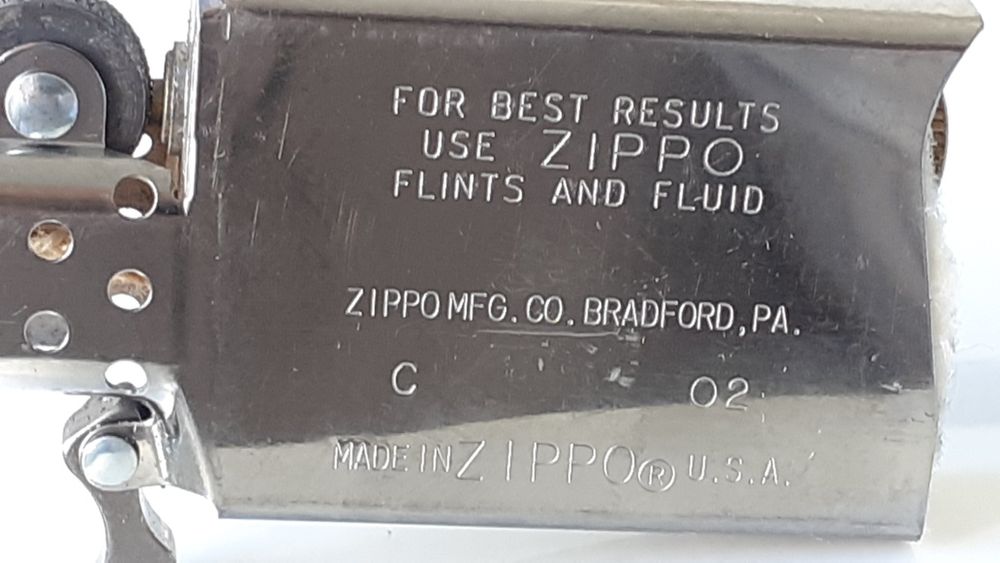 FOR BEST RESULTS
USE ZIPPO
FLINTS AND FLUID
ZIPPO MFG. CO. BRADFORD, PA.
C 02
MADE IN ZIPPO® U.S.A.